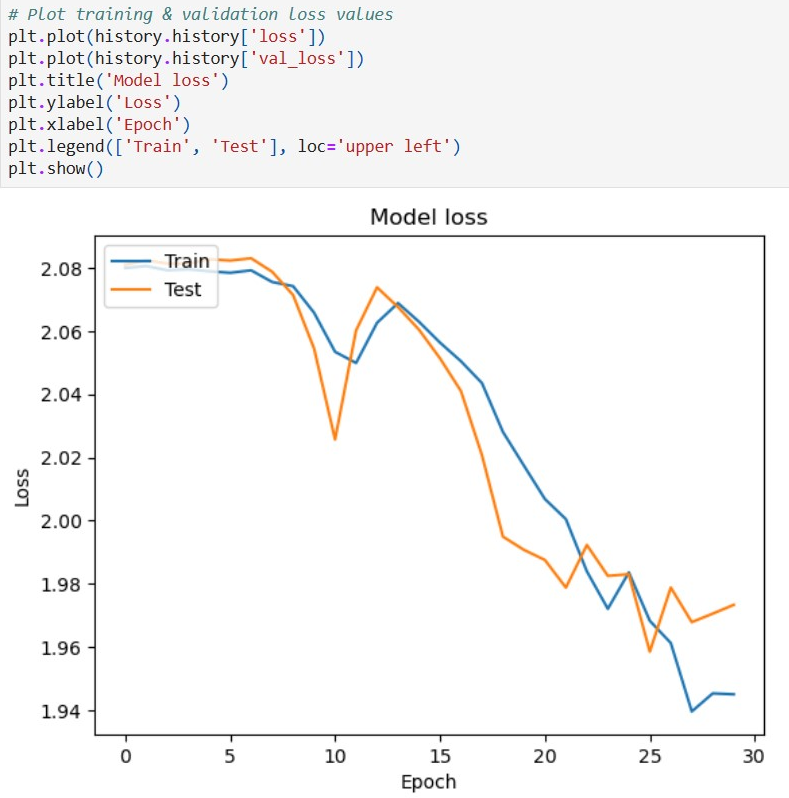 # Plot training & validation loss values
plt.plot(history.history['loss'])
plt.plot(history.history['val_loss'])
plt.title('Model loss')
plt.ylabel('Loss')
plt.xlabel('Epoch')
plt.legend(['Train', 'Test'], loc='upper left')
plt.show()
Model loss
Train
Test
2.08
2.06
2.04
2.02
2.00
1.98
1.96
1.94
Loss
0 5 10 15 20 25 30
Epoch